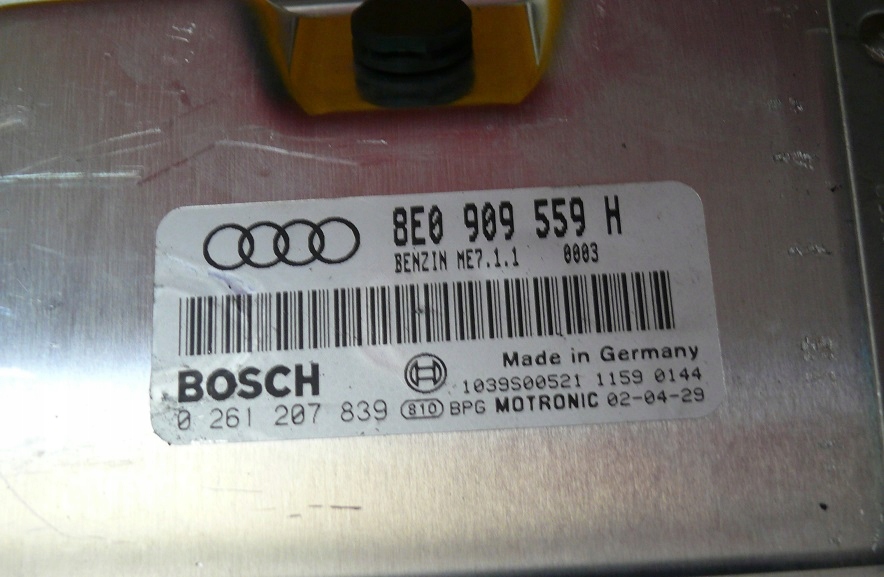 8E0 909 559 H
BENZIN ME7.1.1 0003
Made in Germany
BOSCH
1039S00521 1159 0144
0 261 207 839 810 BPG MOTRONIC 02-04-29